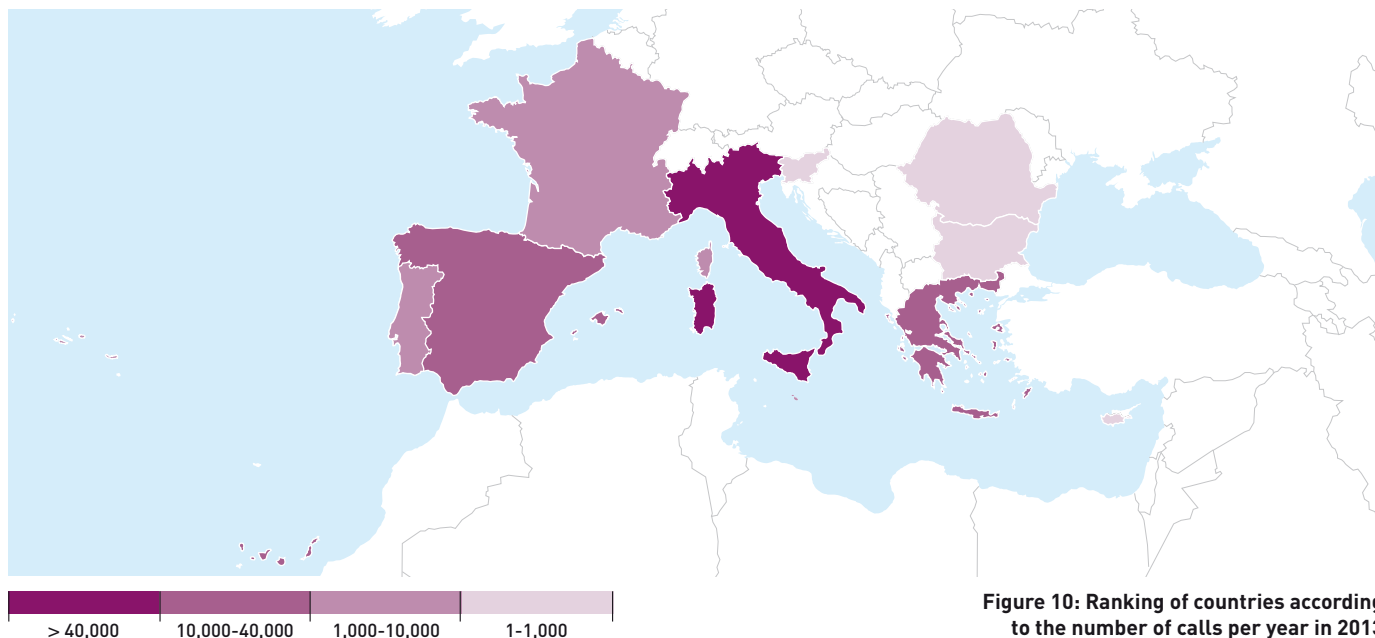 > 40,000
10,000-40,000
1,000-10,000
1-1,000
Figure 10: Ranking of countries according
to the number of calls per year in 2013